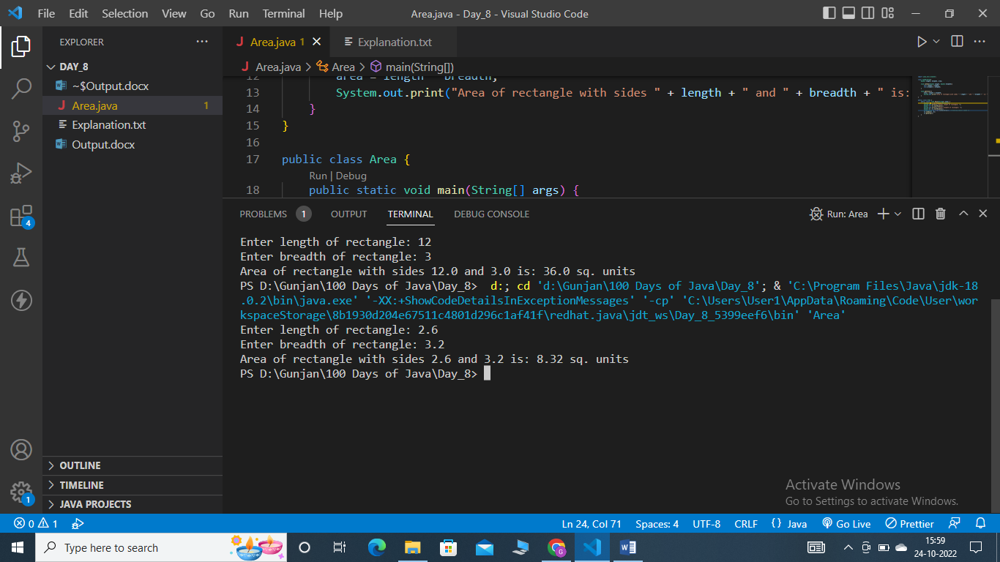 File Edit Selection View Go Run Terminal Help
Area.java - Day_8 - Visual Studio Code
EXPLORER
DAY_8
~$Output.docx
Area.java 1
Explanation.txt
Output.docx
OUTLINE
TIMELINE
JAVA PROJECTS
4
1
Area.java 1 Explanation.txt
Area.java > Area > main(String[])
12 area = length breadth;
13 System.out.print("Area of rectangle with sides " + length + " and " + breadth + " is:
14 }
15 }
16
17 public class Area {
Run | Debug
18 public static void main(String[] args) {
PROBLEMS 1 OUTPUT TERMINAL DEBUG CONSOLE
Run: Area
Enter length of rectangle: 12
Enter breadth of rectangle: 3
Area of rectangle with sides 12.0 and 3.0 is: 36.0 sq. units
PS D:\Gunjan\100 Days of Java\Day_8> d:; cd 'd:\Gunjan\100 Days of Java\Day_8'; & 'C:\Program Files\Java\jdk-18
.0.2\bin\java.exe' '-XX:+ShowCodeDetailsInExceptionMessages' '-cp' 'C:\Users\User1\AppData\Roaming\Code\User\wor
kspaceStorage\8b1930d204e67511c4801d296c1af41f\redhat.java\jdt_ws\Day_8_5399eef6\bin' 'Area'
Enter length of rectangle: 2.6
Enter breadth of rectangle: 3.2
Area of rectangle with sides 2.6 and 3.2 is: 8.32 sq. units
PS D:\Gunjan\100 Days of Java\Day_8>
Activate Windows
Go to Settings to activate Windows.
0 1 Ln 24, Col 71 Spaces: 4 UTF-8 CRLF {} Java Go Live Prettier
Type here to search
G
W
15:59
24-10-2022